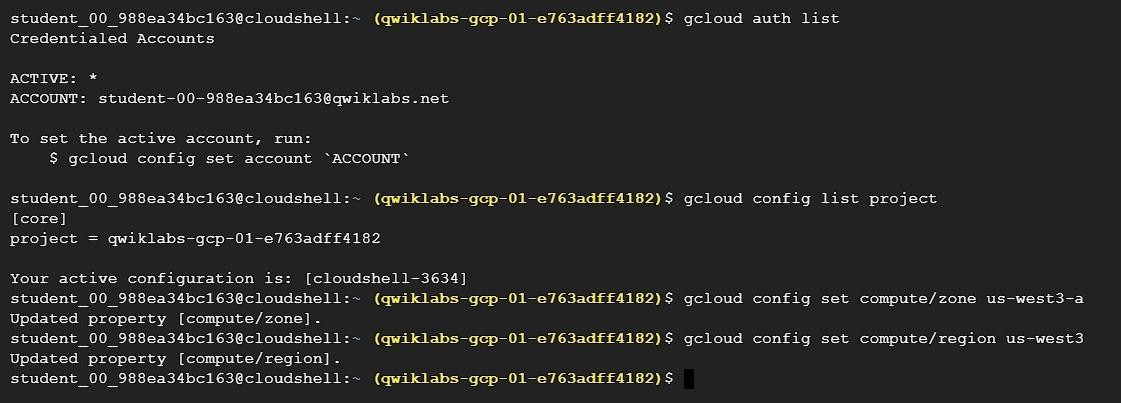 student_00_988ea34bc163@cloudshell:~ (qwiklabs-gcp-01-e763adff4182)$ gcloud auth list
Credentialed Accounts
ACTIVE: *
ACCOUNT: student-00-988ea34bc163@qwiklabs.net
To set the active account, run:
    $ gcloud config set account `ACCOUNT`
student_00_988ea34bc163@cloudshell:~ (qwiklabs-gcp-01-e763adff4182)$ gcloud config list project
[core]
project = qwiklabs-gcp-01-e763adff4182
Your active configuration is: [cloudshell-3634]
student_00_988ea34bc163@cloudshell:~ (qwiklabs-gcp-01-e763adff4182)$ gcloud config set compute/zone us-west3-a
Updated property [compute/zone].
student_00_988ea34bc163@cloudshell:~ (qwiklabs-gcp-01-e763adff4182)$ gcloud config set compute/region us-west3
Updated property [compute/region].
student_00_988ea34bc163@cloudshell:~ (qwiklabs-gcp-01-e763adff4182)$